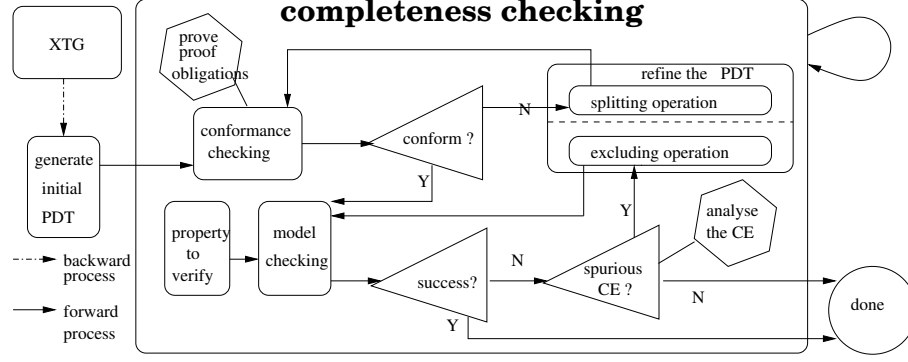 completeness checking
XTG
prove
proof
obligations
refine the PDT
splitting operation
N
conformance
checking
conform ?
generate
initial
PDT
excluding operation
Y
property
to
verify
model
checking
Y
analyse
the CE
backward
process
success?
N
spurious
CE ?
N
done
forward
process
Y